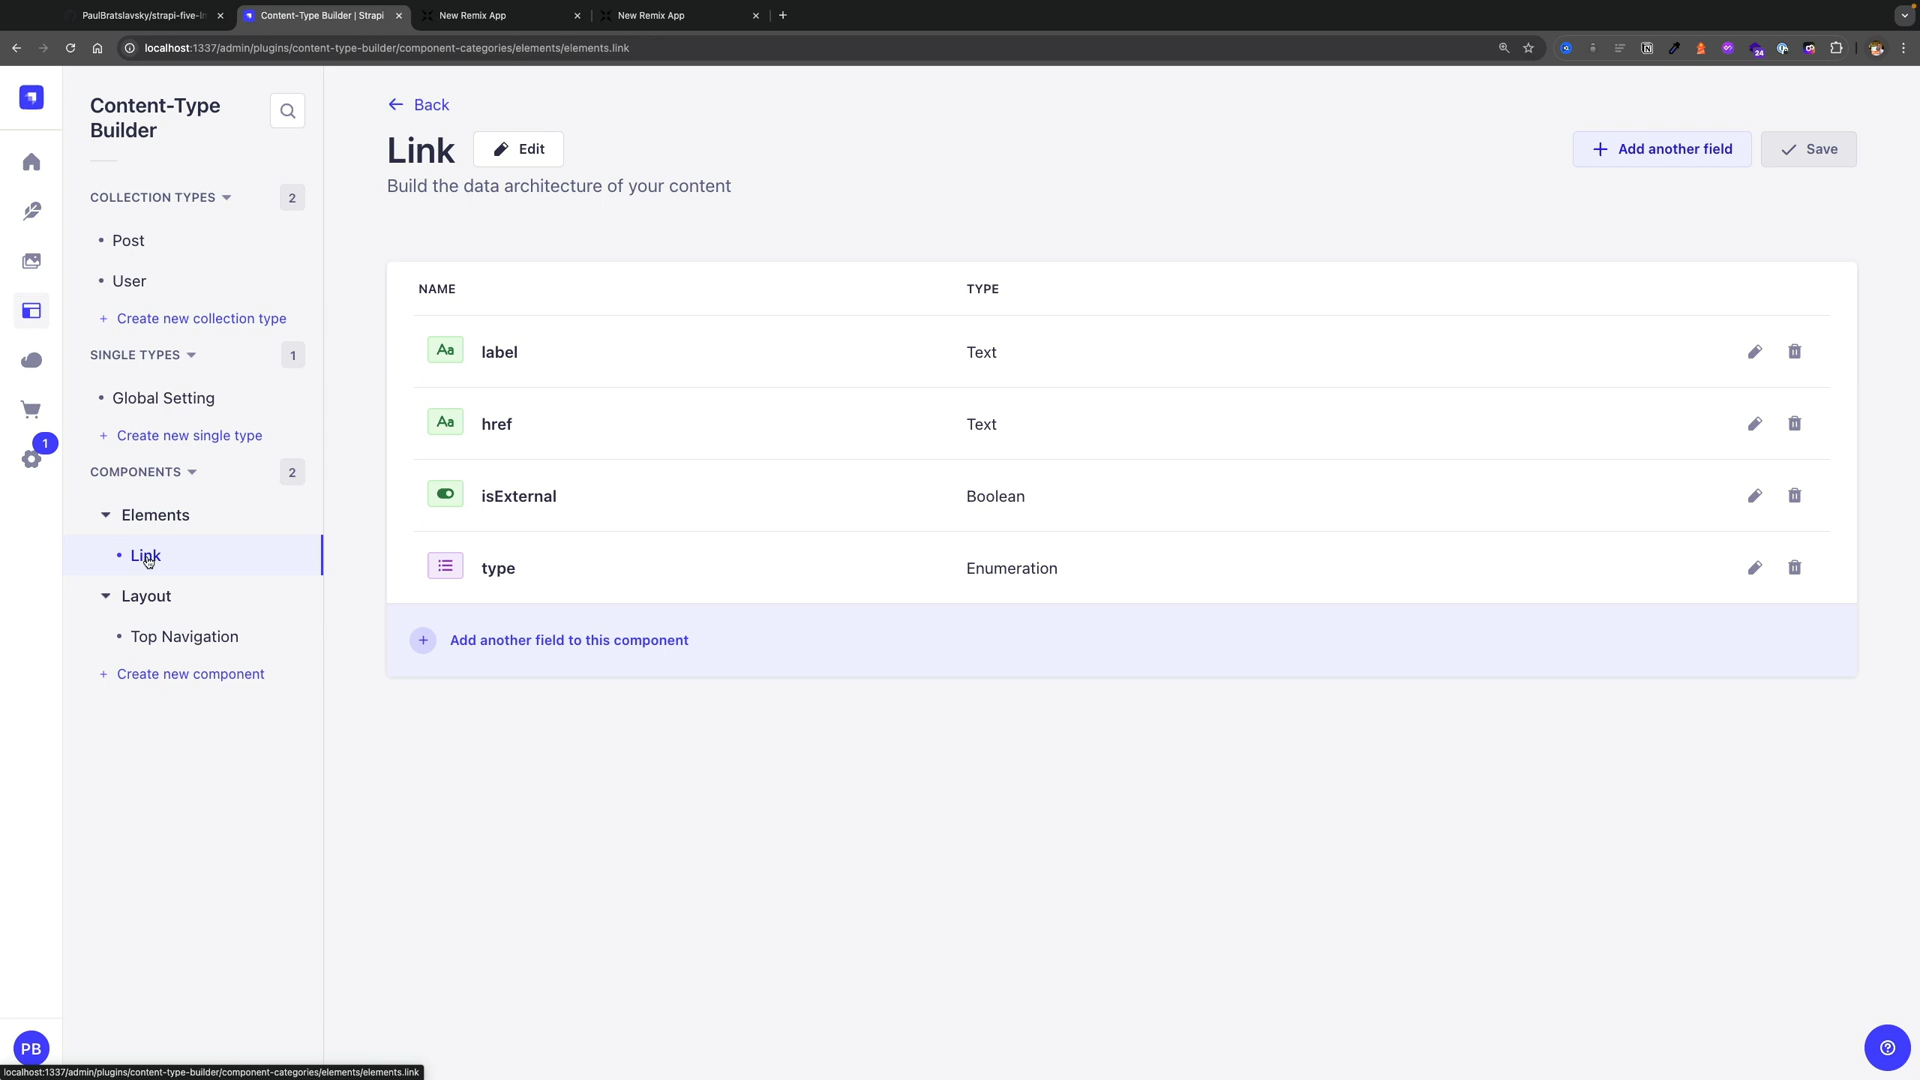 PaulBratslavsky/strapi-five-l
Content-Type Builder | Strapi
New Remix App
New Remix App
localhost:1337/admin/plugins/content-type-builder/component-categories/elements/elements.link
24
Content-Type
Builder
COLLECTION TYPES
2
Post
User
+ Create new collection type
SINGLE TYPES
1
Global Setting
+ Create new single type
1
COMPONENTS
2
Elements
Link
Layout
Top Navigation
+ Create new component
PB
Back
Link
Edit
Build the data architecture of your content
Add another field
Save
NAME
TYPE
Aa
label
Text
Aa
href
Text
isExternal
Boolean
type
Enumeration
Add another field to this component
localhost:1337/admin/plugins/content-type-builder/component-categories/elements/elements.link